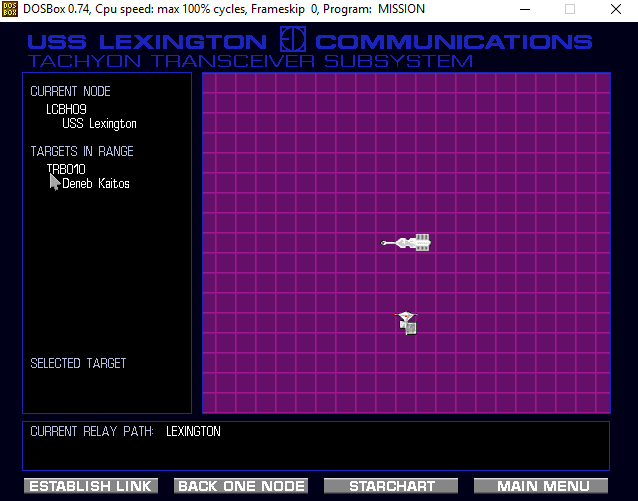 DOS
BOX
DOSBox 0.74, Cpu speed: max 100% cycles, Frameskip 0, Program: MISSION
USS LEXINGTON COMMUNICATIONS
TACHYON TRANSCEIVER SUBSYSTEM
CURRENT NODE
LCBH09
USS Lexington
TARGETS IN RANGE
TRB010
Deneb Kaitos
SELECTED TARGET
CURRENT RELAY PATH: LEXINGTON
ESTABLISH LINK BACK ONE NODE STARCHART MAIN MENU